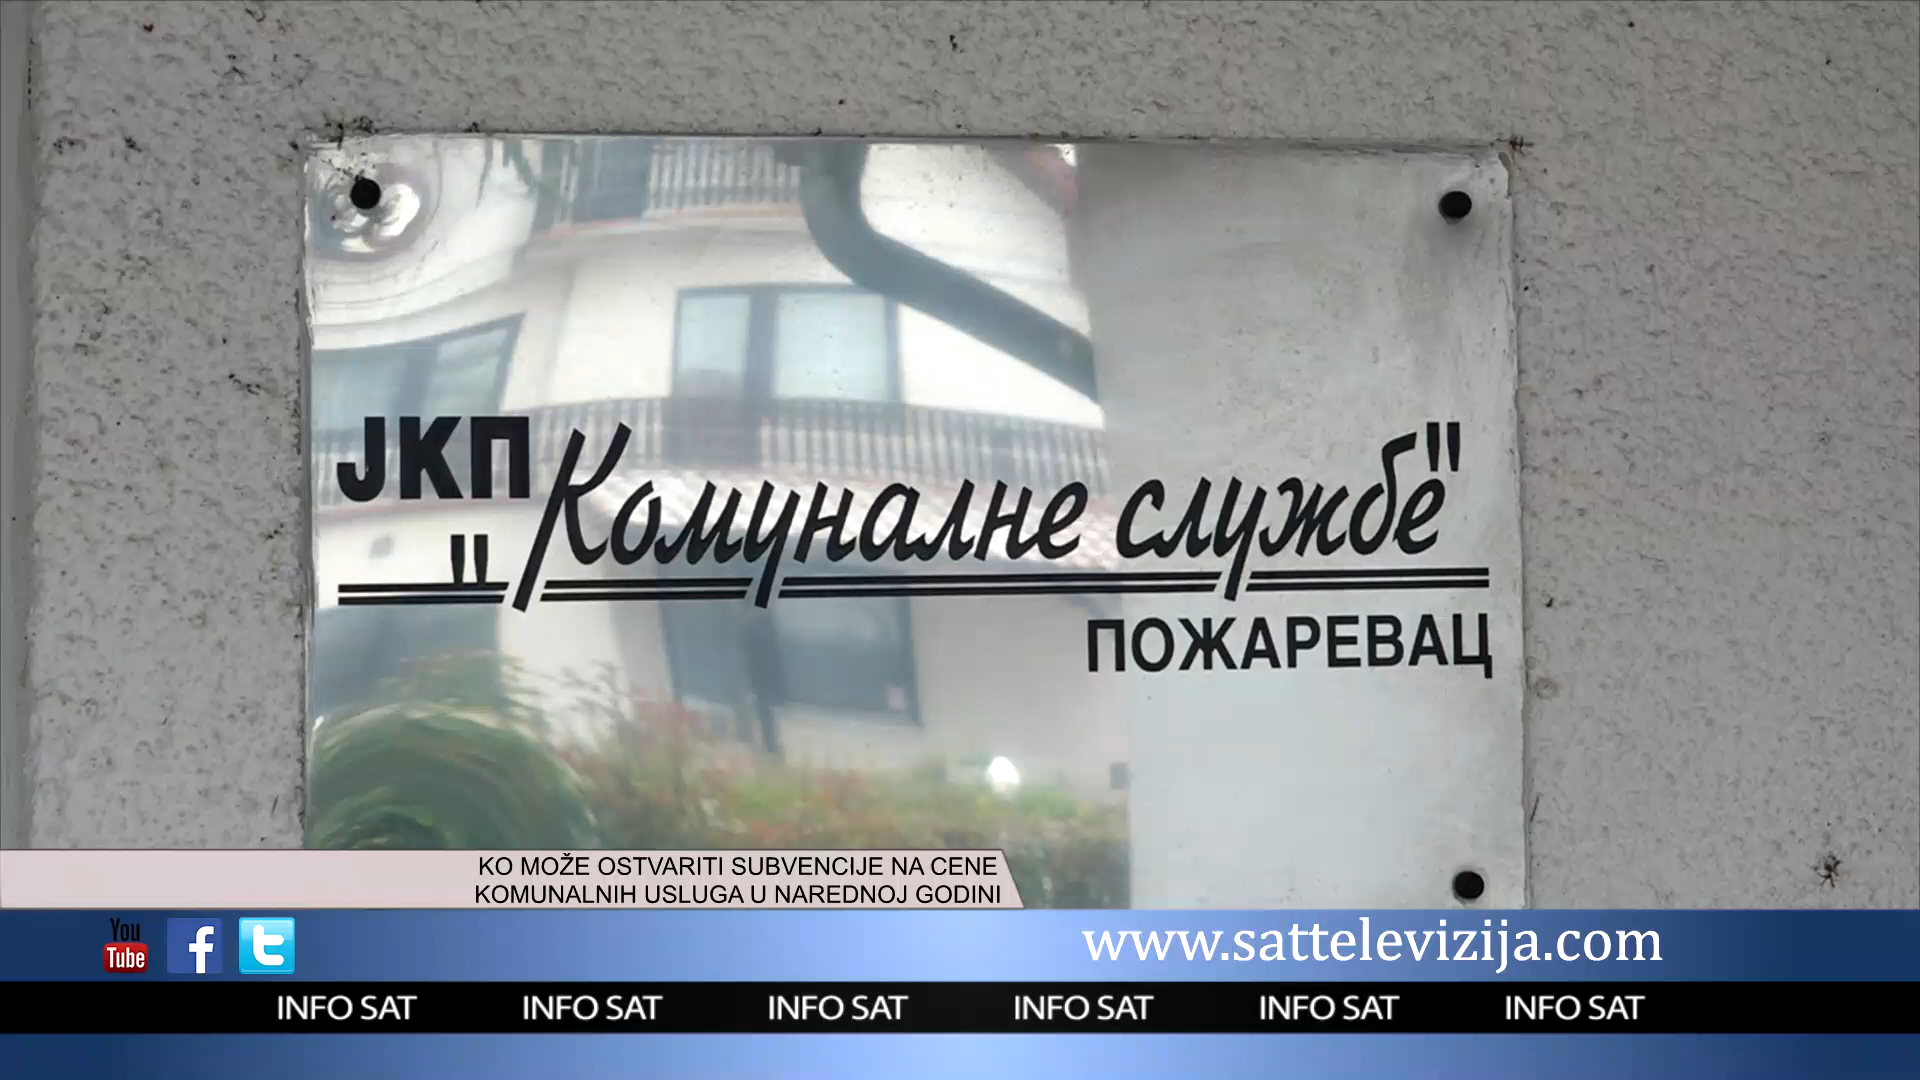 ЈКП
"Комуналне службе"
ПОЖАРЕВАЦ
KO MOŽE OSTVARITI SUBVENCIJE NA CENE
KOMUNALNIH USLUGA U NAREDNOJ GODINI
You
Tube
www.sattelevizija.com
INFO SAT INFO SAT INFO SAT INFO SAT INFO SAT INFO SAT